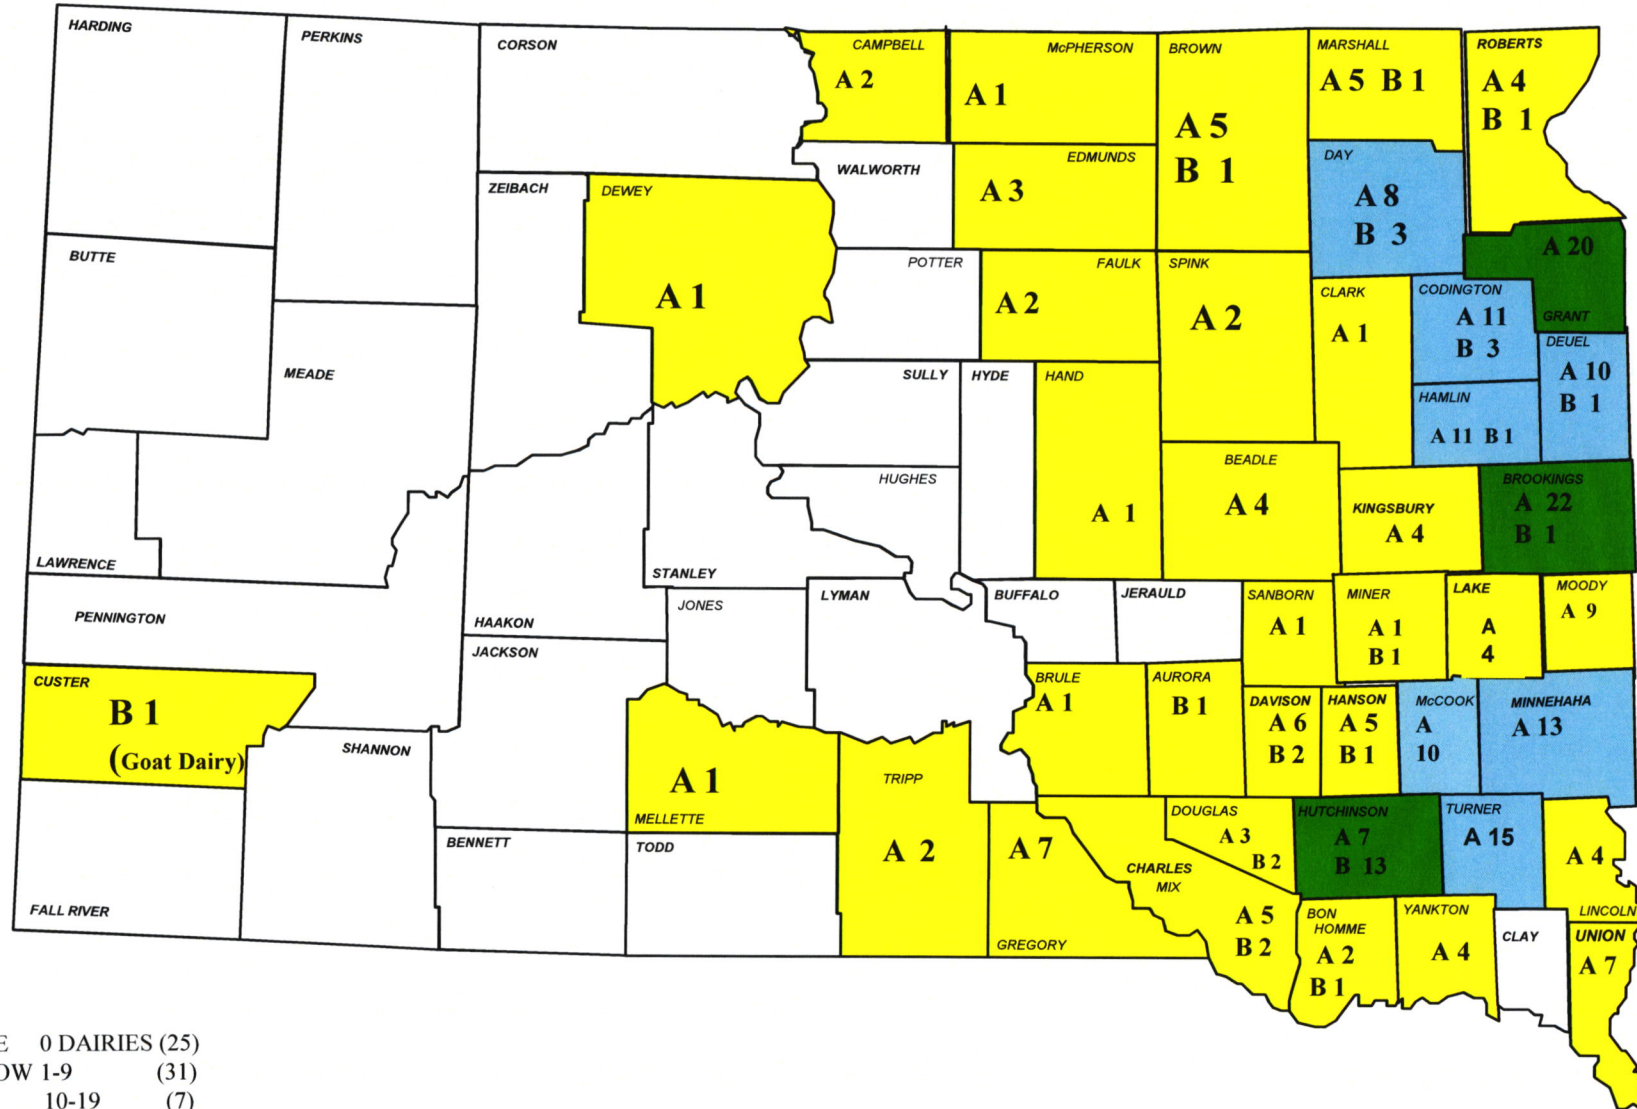 HARDING
PERKINS
CORSON
CAMPBELL
A 2
McPHERSON
A 1
BROWN
A 5
B 1
MARSHALL
A 5 B 1
ROBERTS
A 4
B 1
WALWORTH
EDMUNDS
A 3
DAY
A 8
B 3
ZEIBACH
DEWEY
A 1
A 20
GRANT
BUTTE
POTTER
FAULK
A 2
SPINK
A 2
CLARK
A 1
CODINGTON
A 11
B 3
DEUEL
A 10
B 1
MEADE
SULLY
HYDE
HAND
A 1
HAMLIN
A 11 B 1
BEADLE
A 4
HUGHES
KINGSBURY
A 4
BROOKINGS
A 22
B 1
LAWRENCE
STANLEY
PENNINGTON
HAAKON
JONES
LYMAN
BUFFALO
JERAULD
SANBORN
A 1
MINER
A 1
B 1
LAKE
A
4
MOODY
A 9
JACKSON
CUSTER
B 1
(Goat Dairy)
BRULE
A 1
AURORA
B 1
DAVISON
A 6
B 2
HANSON
A 5
B 1
McCOOK
A
10
MINNEHAHA
A 13
SHANNON
A 1
MELLETTE
TRIPP
A 2
A 7
GREGORY
DOUGLAS
A 3
B 2
HUTCHINSON
A 7
B 13
TURNER
A 15
A 4
LINCOLN
BENNETT
TODD
CHARLES
MIX
A 5
B 2
FALL RIVER
BON
HOMME
A 2
B 1
YANKTON
A 4
CLAY
UNION
A 7
E 0 DAIRIES (25)
OW 1-9 (31)
10-19 (7)